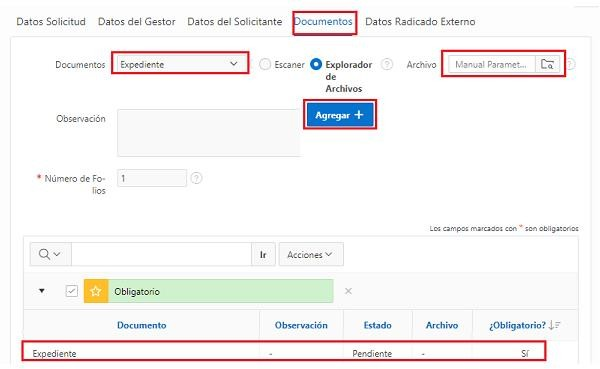 Datos Solicitud Datos del Gestor Datos del Solicitante Documentos Datos Radicado Externo
Documentos Expediente Escaner Explorador de Archivos ? Archivo Manual Paramet... ?
Observación Agregar +
* Número de Fo-
lios 1 ?
Los campos marcados con * son obligatorios
Ir Acciones
Obligatorio
Documento Observación Estado Archivo ¿Obligatorio?
Expediente - Pendiente - Sí